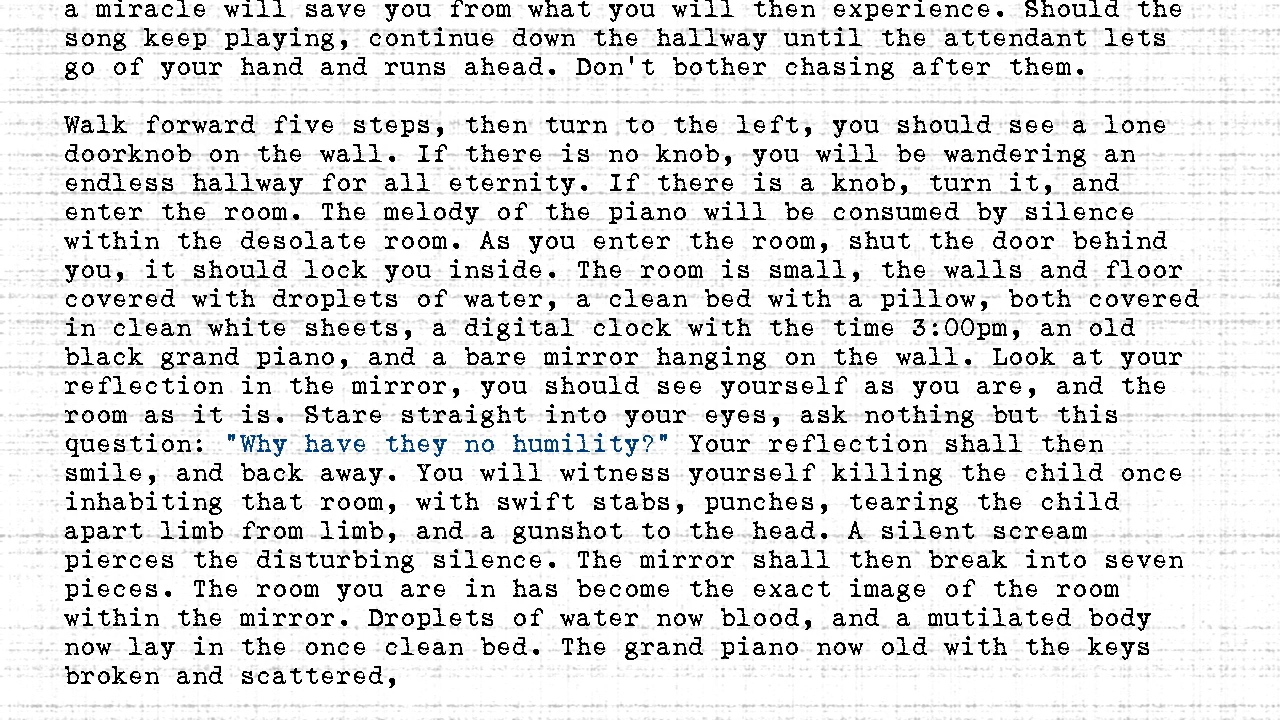 a miracle will save you from what you will then experience. Should the
song keep playing, continue down the hallway until the attendant lets
go of your hand and runs ahead. Don't bother chasing after them.
Walk forward five steps, then turn to the left, you should see a lone
doorknob on the wall. If there is no knob, you will be wandering an
endless hallway for all eternity. If there is a knob, turn it, and
enter the room. The melody of the piano will be consumed by silence
within the desolate room. As you enter the room, shut the door behind
you, it should lock you inside. The room is small, the walls and floor
covered with droplets of water, a clean bed with a pillow, both covered
in clean white sheets, a digital clock with the time 3:00pm, an old
black grand piano, and a bare mirror hanging on the wall. Look at your
reflection in the mirror, you should see yourself as you are, and the
room as it is. Stare straight into your eyes, ask nothing but this
question: "Why have they no humility?" Your reflection shall then
smile, and back away. You will witness yourself killing the child once
inhabiting that room, with swift stabs, punches, tearing the child
apart limb from limb, and a gunshot to the head. A silent scream
pierces the disturbing silence. The mirror shall then break into seven
pieces. The room you are in has become the exact image of the room
within the mirror. Droplets of water now blood, and a mutilated body
now lay in the once clean bed. The grand piano now old with the keys
broken and scattered,